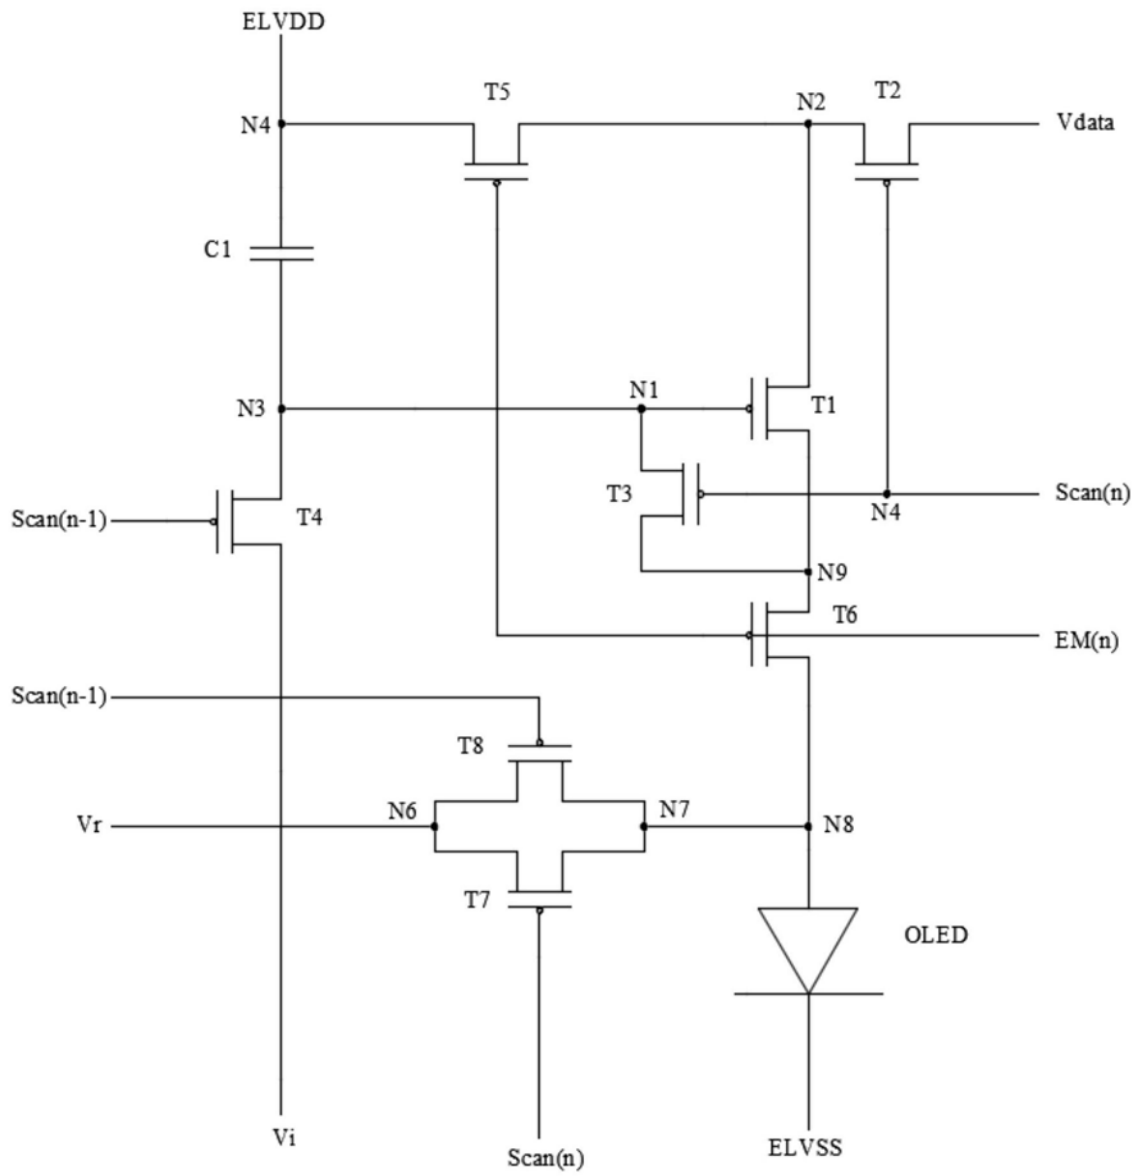 ELVDD
T5
N2
T2
N4
Vdata
C1
N3
N1
T1
T3
Scan(n-1)
T4
N4
Scan(n)
N9
T6
EM(n)
Scan(n-1)
T8
Vr
N6
N7
N8
T7
OLED
Vi
Scan(n)
ELVSS